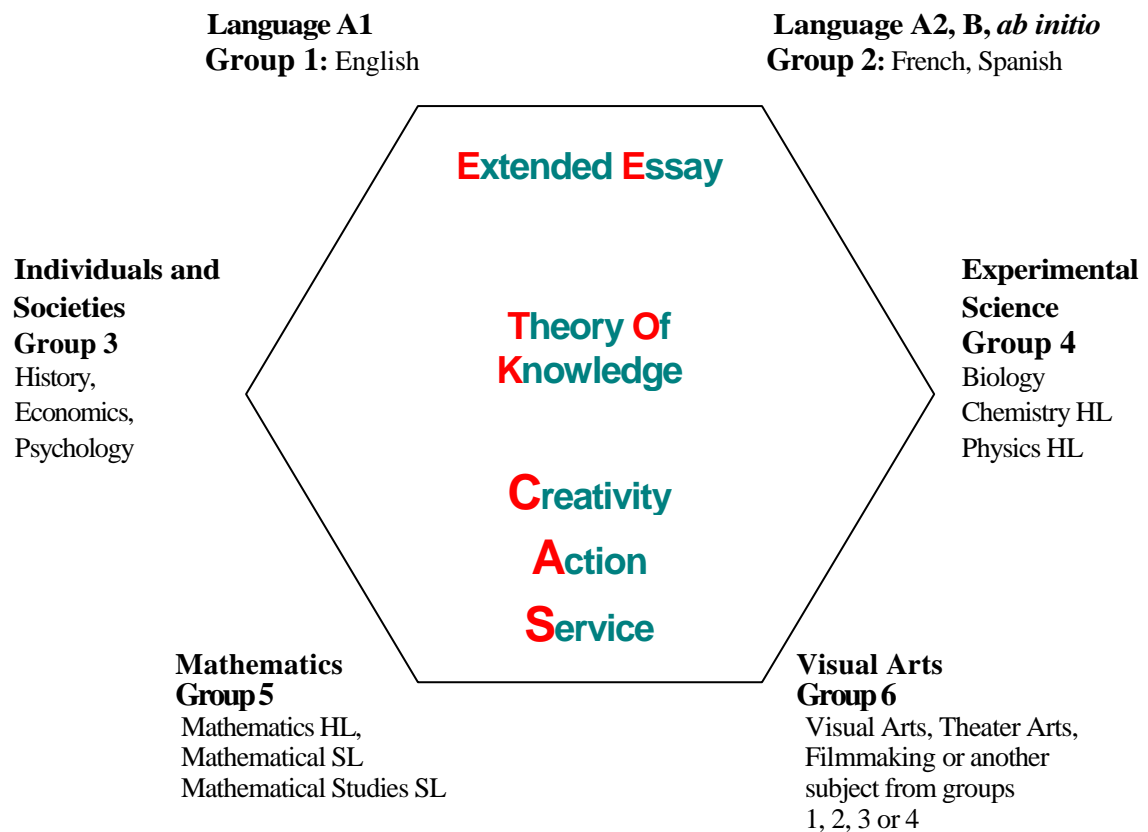 Language A1
Group 1: English
Language A2, B, ab initio
Group 2: French, Spanish
Extended Essay
Individuals and
Societies
Group 3
History,
Economics,
Psychology
Theory Of
Knowledge
Experimental
Science
Group 4
Biology
Chemistry HL
Physics HL
Creativity
Action
Service
Mathematics
Group 5
Mathematics HL,
Mathematical SL
Mathematical Studies SL
Visual Arts
Group 6
Visual Arts, Theater Arts,
Filmmaking or another
subject from groups
1, 2, 3 or 4